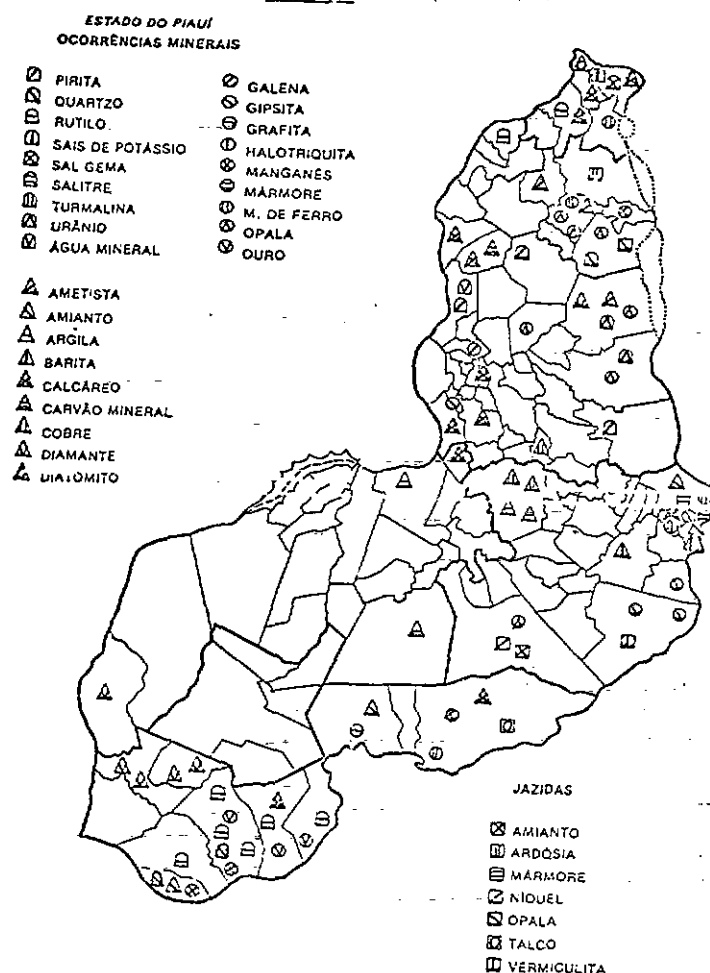 ESTADO DO PIAUÍ
OCORRÊNCIAS MINERAIS
PIRITA
QUARTZO
RUTILO
SAIS DE POTÁSSIO
SAL GEMA
SALITRE
TURMALINA
URÂNIO
ÁGUA MINERAL
GALENA
GIPSITA
GRAFITA
HALOTRIQUITA
MANGANÊS
MÁRMORE
M. DE FERRO
OPALA
OURO
AMETISTA
AMIANTO
ARGILA
BARITA
CALCÁREO
CARVÃO MINERAL
COBRE
DIAMANTE
DIATOMITO
JAZIDAS
AMIANTO
ARDÓSIA
MÁRMORE
NÍQUEL
OPALA
TALCO
VERMICULITA